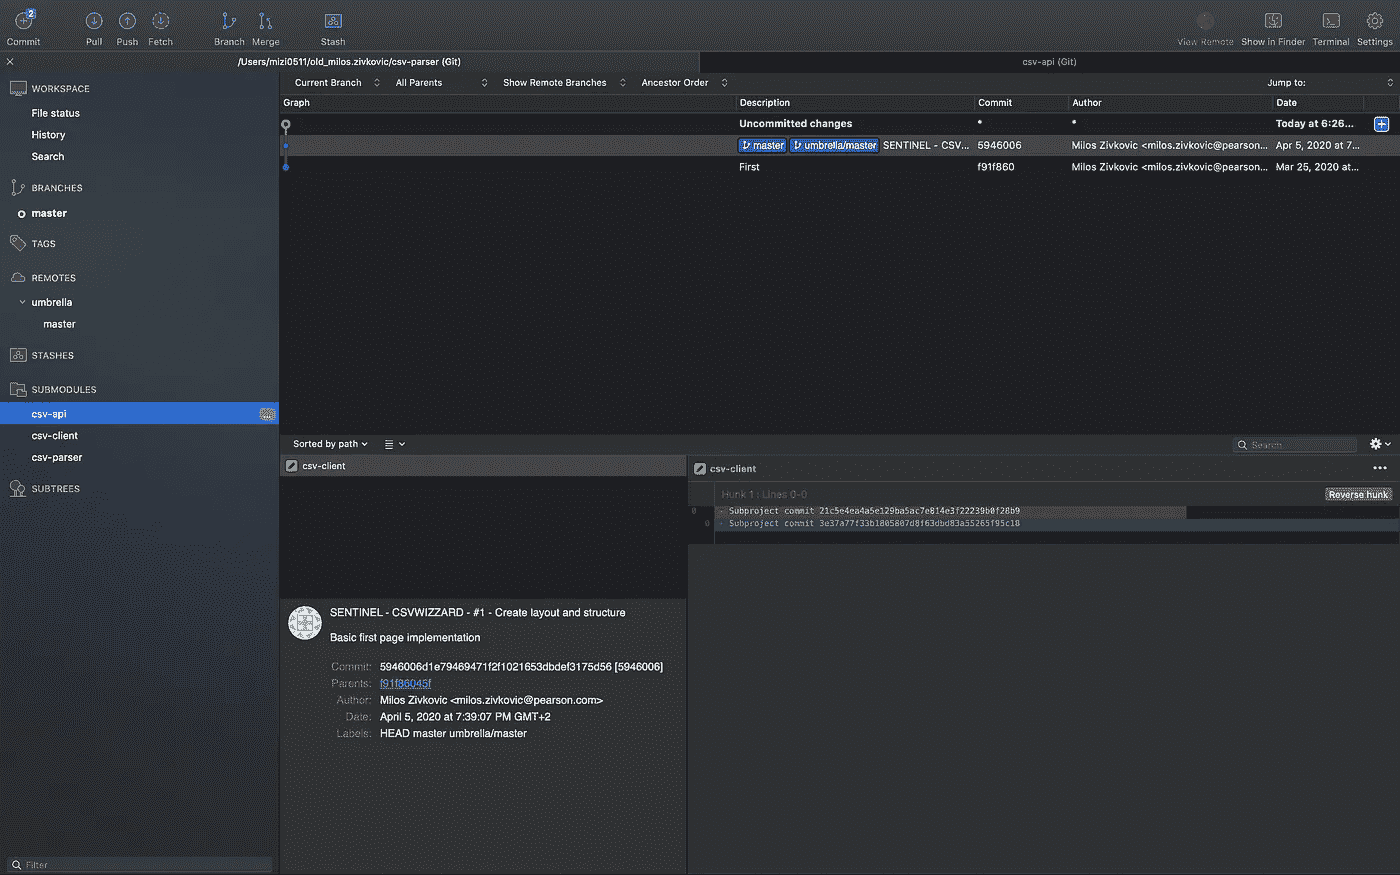 2
Commit Pull Push Fetch Branch Merge Stash View Remote Show in Finder Terminal Settings
/Users/mizi0511/old_milos.zivkovic/csv-parser (Git) csv-api (Git)
WORKSPACE
File status
History
Search
BRANCHES
master
TAGS
REMOTES
umbrella
master
STASHES
SUBMODULES
csv-api
csv-client
csv-parser
SUBTREES
Filter
Current Branch All Parents Show Remote Branches Ancestor Order Jump to:
Graph Description Commit Author Date
Uncommitted changes * * Today at 6:26...
master umbrella/master SENTINEL - CSV... 5946006 Milos Zivkovic <milos.zivkovic@pearson... Apr 5, 2020 at 7...
First f91f860 Milos Zivkovic <milos.zivkovic@pearson... Mar 25, 2020 at...
Sorted by path Search
csv-client
SENTINEL - CSVWIZZARD - #1 - Create layout and structure
Basic first page implementation
Commit: 5946006d1e79469471f2f1021653dbdef3175d56 [5946006]
Parents: f91f86045f
Author: Milos Zivkovic <milos.zivkovic@pearson.com>
Date: April 5, 2020 at 7:39:07 PM GMT+2
Labels: HEAD master umbrella/master
csv-client
Hunk 1 : Lines 0-0 Reverse hunk
0 - Subproject commit 21c5e4ea4a5e129ba5ac7e814e3f22239b0f28b9
0 Subproject commit 3e37a77f33b1805807d8f63dbd83a55265f95c18